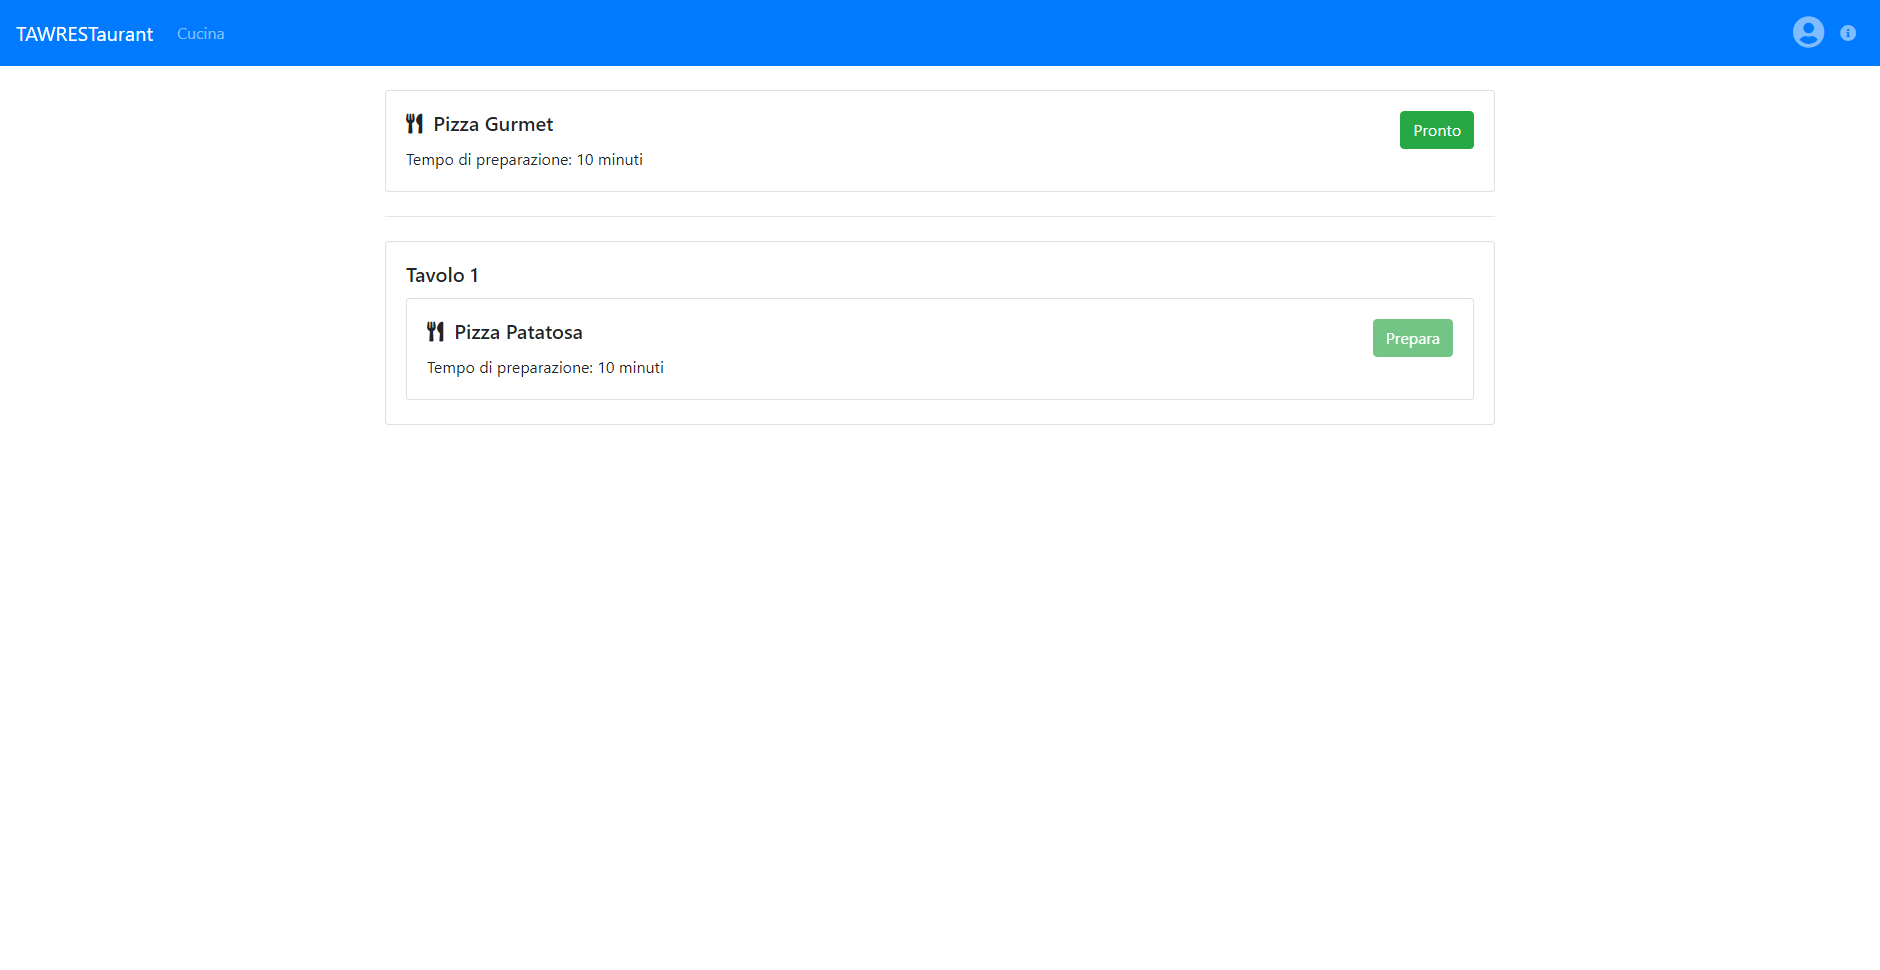 TAWRESTaurant Cucina
Pizza Gurmet
Pronto
Tempo di preparazione: 10 minuti
Tavolo 1
Pizza Patatosa
Prepara
Tempo di preparazione: 10 minuti